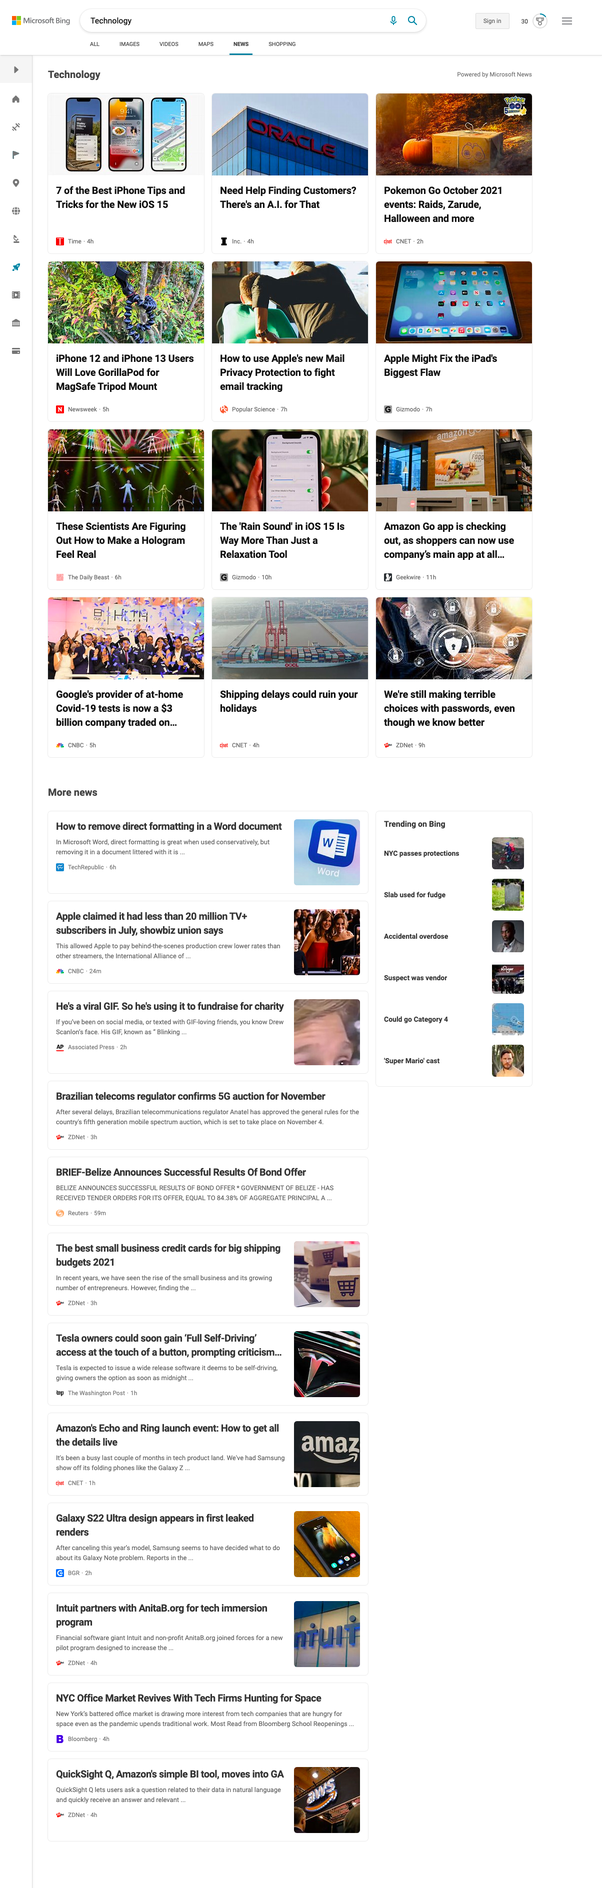 Microsoft Bing
Technology
Sign in
30
ALL
IMAGES
VIDEOS
MAPS
NEWS
SHOPPING
Technology
Powered by Microsoft News
ORACLE
7 of the Best iPhone Tips and
Tricks for the New iOS 15
Time · 4h
Need Help Finding Customers?
There's an A.I. for That
Inc. · 4h
Pokemon Go October 2021
events: Raids, Zarude,
Halloween and more
CNET · 2h
iPhone 12 and iPhone 13 Users
Will Love GorillaPod for
MagSafe Tripod Mount
Newsweek · 5h
How to use Apple's new Mail
Privacy Protection to fight
email tracking
Popular Science · 7h
Apple Might Fix the iPad's
Biggest Flaw
Gizmodo · 7h
amazon go
These Scientists Are Figuring
Out How to Make a Hologram
Feel Real
The Daily Beast · 6h
The 'Rain Sound' in iOS 15 Is
Way More Than Just a
Relaxation Tool
Gizmodo · 10h
Amazon Go app is checking
out, as shoppers can now use
company's main app at all...
Geekwire · 11h
Google's provider of at-home
Covid-19 tests is now a $3
billion company traded on...
CNBC · 5h
Shipping delays could ruin your
holidays
CNET · 4h
We're still making terrible
choices with passwords, even
though we know better
ZDNet · 9h
More news
How to remove direct formatting in a Word document
In Microsoft Word, direct formatting is great when used conservatively, but
removing it in a document littered with it is ...
TechRepublic · 6h
W
Word
Apple claimed it had less than 20 million TV+
subscribers in July, showbiz union says
This allowed Apple to pay behind-the-scenes production crew lower rates than
other streamers, the International Alliance of ...
CNBC · 24m
He's a viral GIF. So he's using it to fundraise for charity
If you've been on social media, or texted with GIF-loving friends, you know Drew
Scanlon's face. His GIF, known as " Blinking ...
AP Associated Press · 2h
Brazilian telecoms regulator confirms 5G auction for November
After several delays, Brazilian telecommunications regulator Anatel has approved the general rules for the
country's fifth generation mobile spectrum auction, which is set to take place on November 4.
ZDNet · 3h
BRIEF-Belize Announces Successful Results Of Bond Offer
BELIZE ANNOUNCES SUCCESSFUL RESULTS OF BOND OFFER * GOVERNMENT OF BELIZE - HAS
RECEIVED TENDER ORDERS FOR ITS OFFER, EQUAL TO 84.38% OF AGGREGATE PRINCIPAL A ...
Reuters · 59m
The best small business credit cards for big shipping
budgets 2021
In recent years, we have seen the rise of the small business and its growing
number of entrepreneurs. However, finding the ...
ZDNet · 3h
Tesla owners could soon gain 'Full Self-Driving'
access at the touch of a button, prompting criticism...
Tesla is expected to issue a wide release software it deems to be self-driving,
giving owners the option as soon as midnight ...
wp The Washington Post · 1h
Amazon's Echo and Ring launch event: How to get all
the details live
It's been a busy last couple of months in tech product land. We've had Samsung
show off its folding phones like the Galaxy Z ...
CNET · 1h
amaz
Galaxy S22 Ultra design appears in first leaked
renders
After canceling this year's model, Samsung seems to have decided what to do
about its Galaxy Note problem. Reports in the ...
BGR · 2h
Intuit partners with AnitaB.org for tech immersion
program
Financial software giant Intuit and non-profit AnitaB.org joined forces for a new
pilot program designed to increase the ...
ZDNet · 4h
NYC Office Market Revives With Tech Firms Hunting for Space
New York's battered office market is drawing more interest from tech companies that are hungry for
space even as the pandemic upends traditional work. Most Read from Bloomberg School Reopenings ...
B Bloomberg · 4h
QuickSight Q, Amazon's simple BI tool, moves into GA
QuickSight Q lets users ask a question related to their data in natural language
and quickly receive an answer and relevant ...
ZDNet · 4h
aws
Trending on Bing
NYC passes protections
Slab used for fudge
Accidental overdose
Suspect was vendor
Could go Category 4
'Super Mario' cast